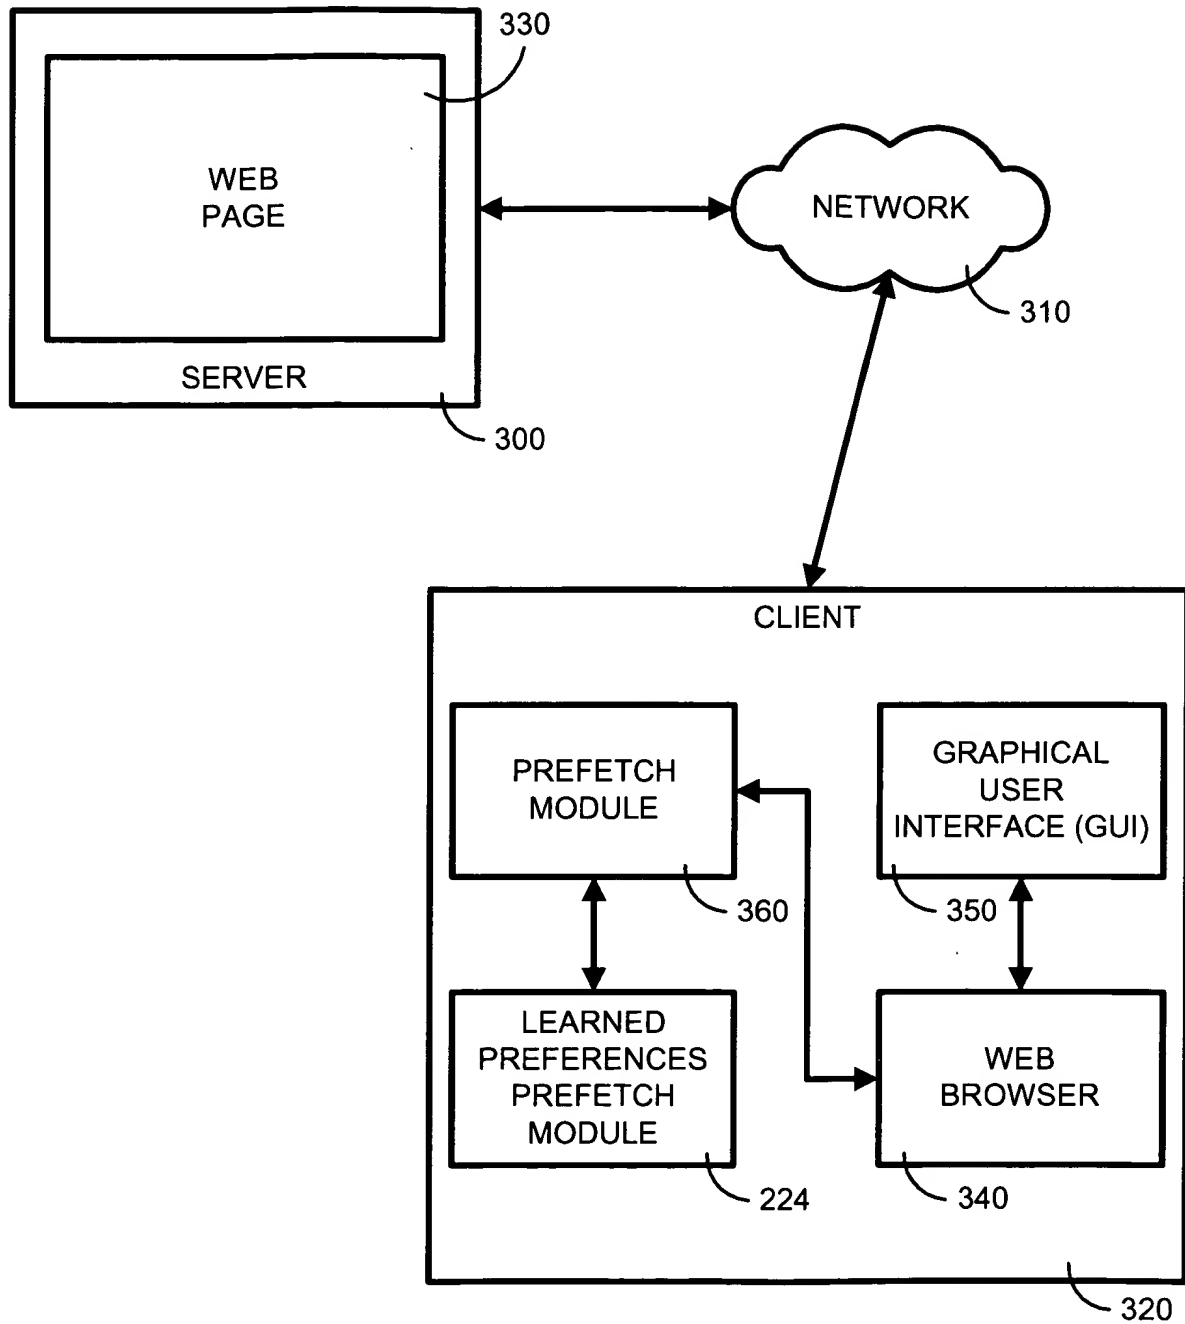 330
WEB
PAGE
NETWORK
310
SERVER
300
CLIENT
PREFETCH
MODULE
360
GRAPHICAL
USER
INTERFACE (GUI)
350
LEARNED
PREFERENCES
PREFETCH
MODULE
224
WEB
BROWSER
340
320